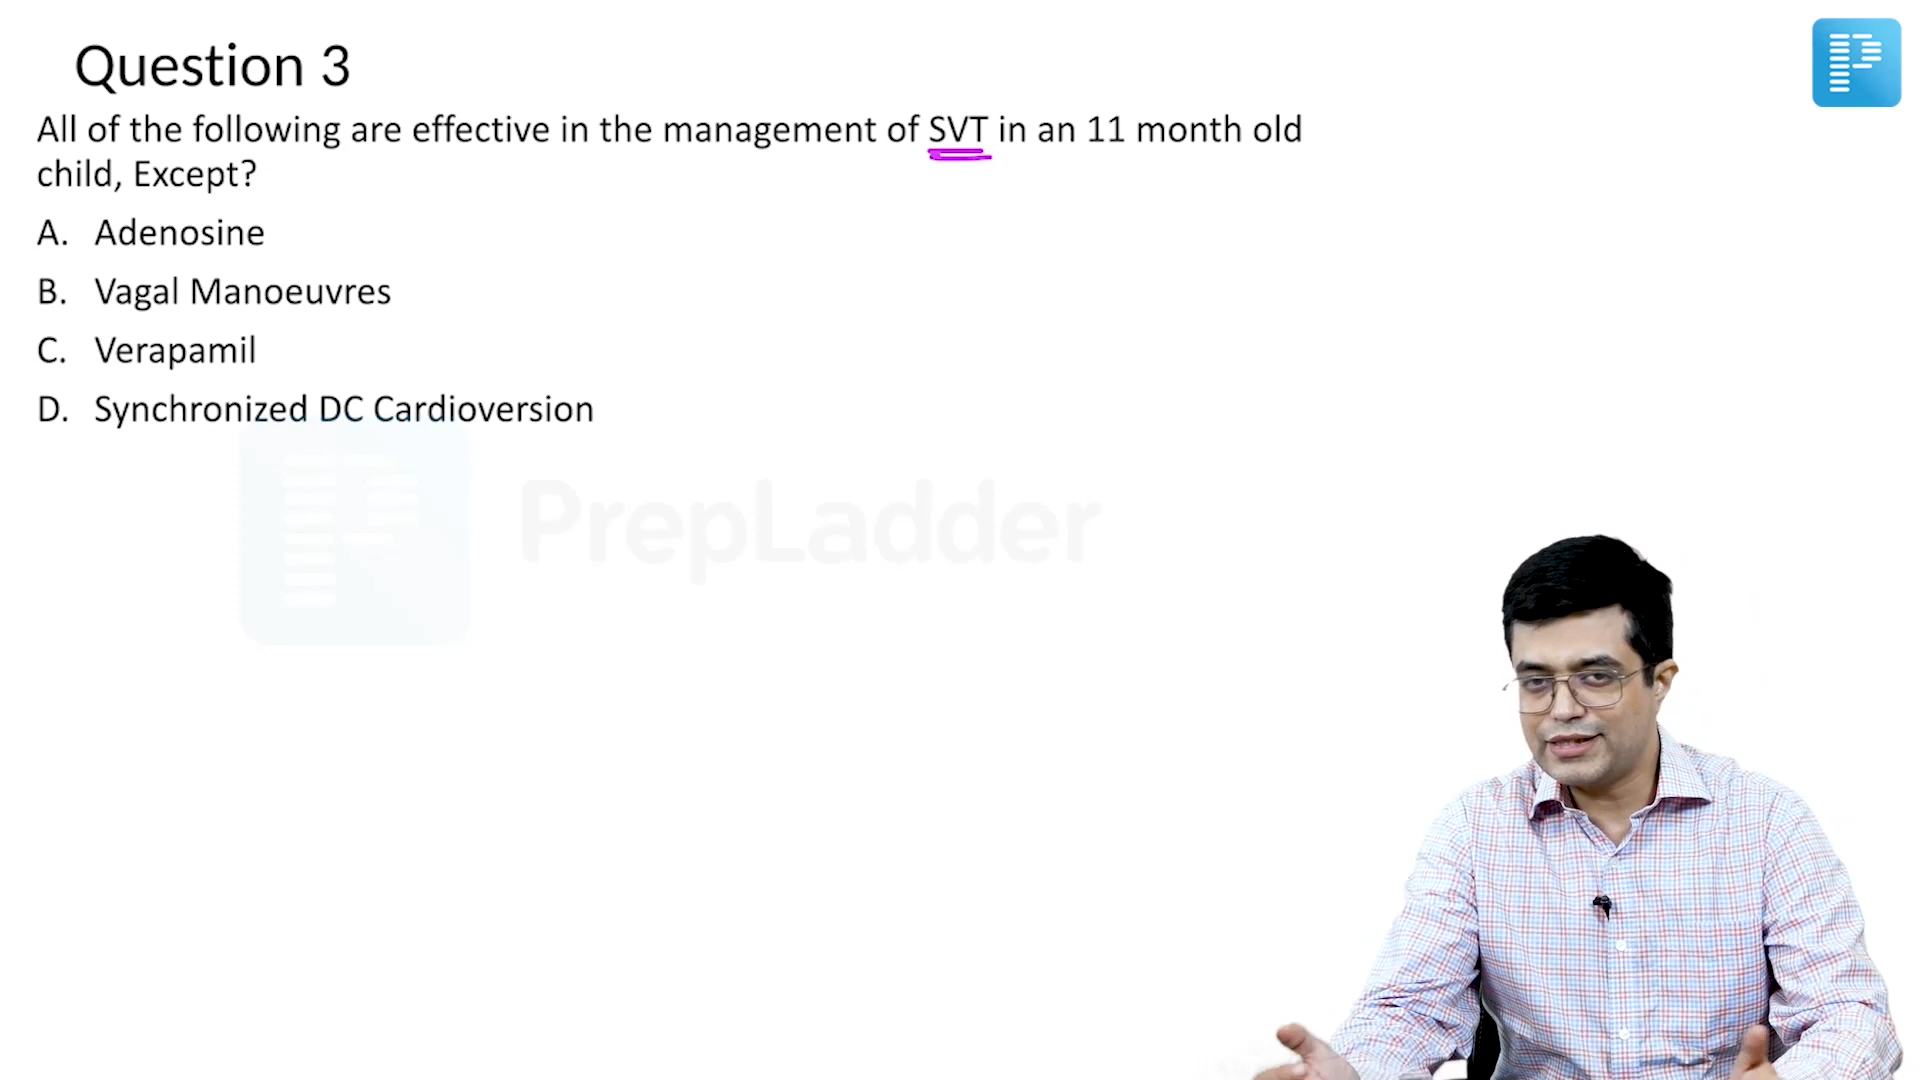 Question 3
All of the following are effective in the management of SVT in an 11 month old
child, Except?
A. Adenosine
B. Vagal Manoeuvres
C. Verapamil
D. Synchronized DC Cardioversion
PrepLadder